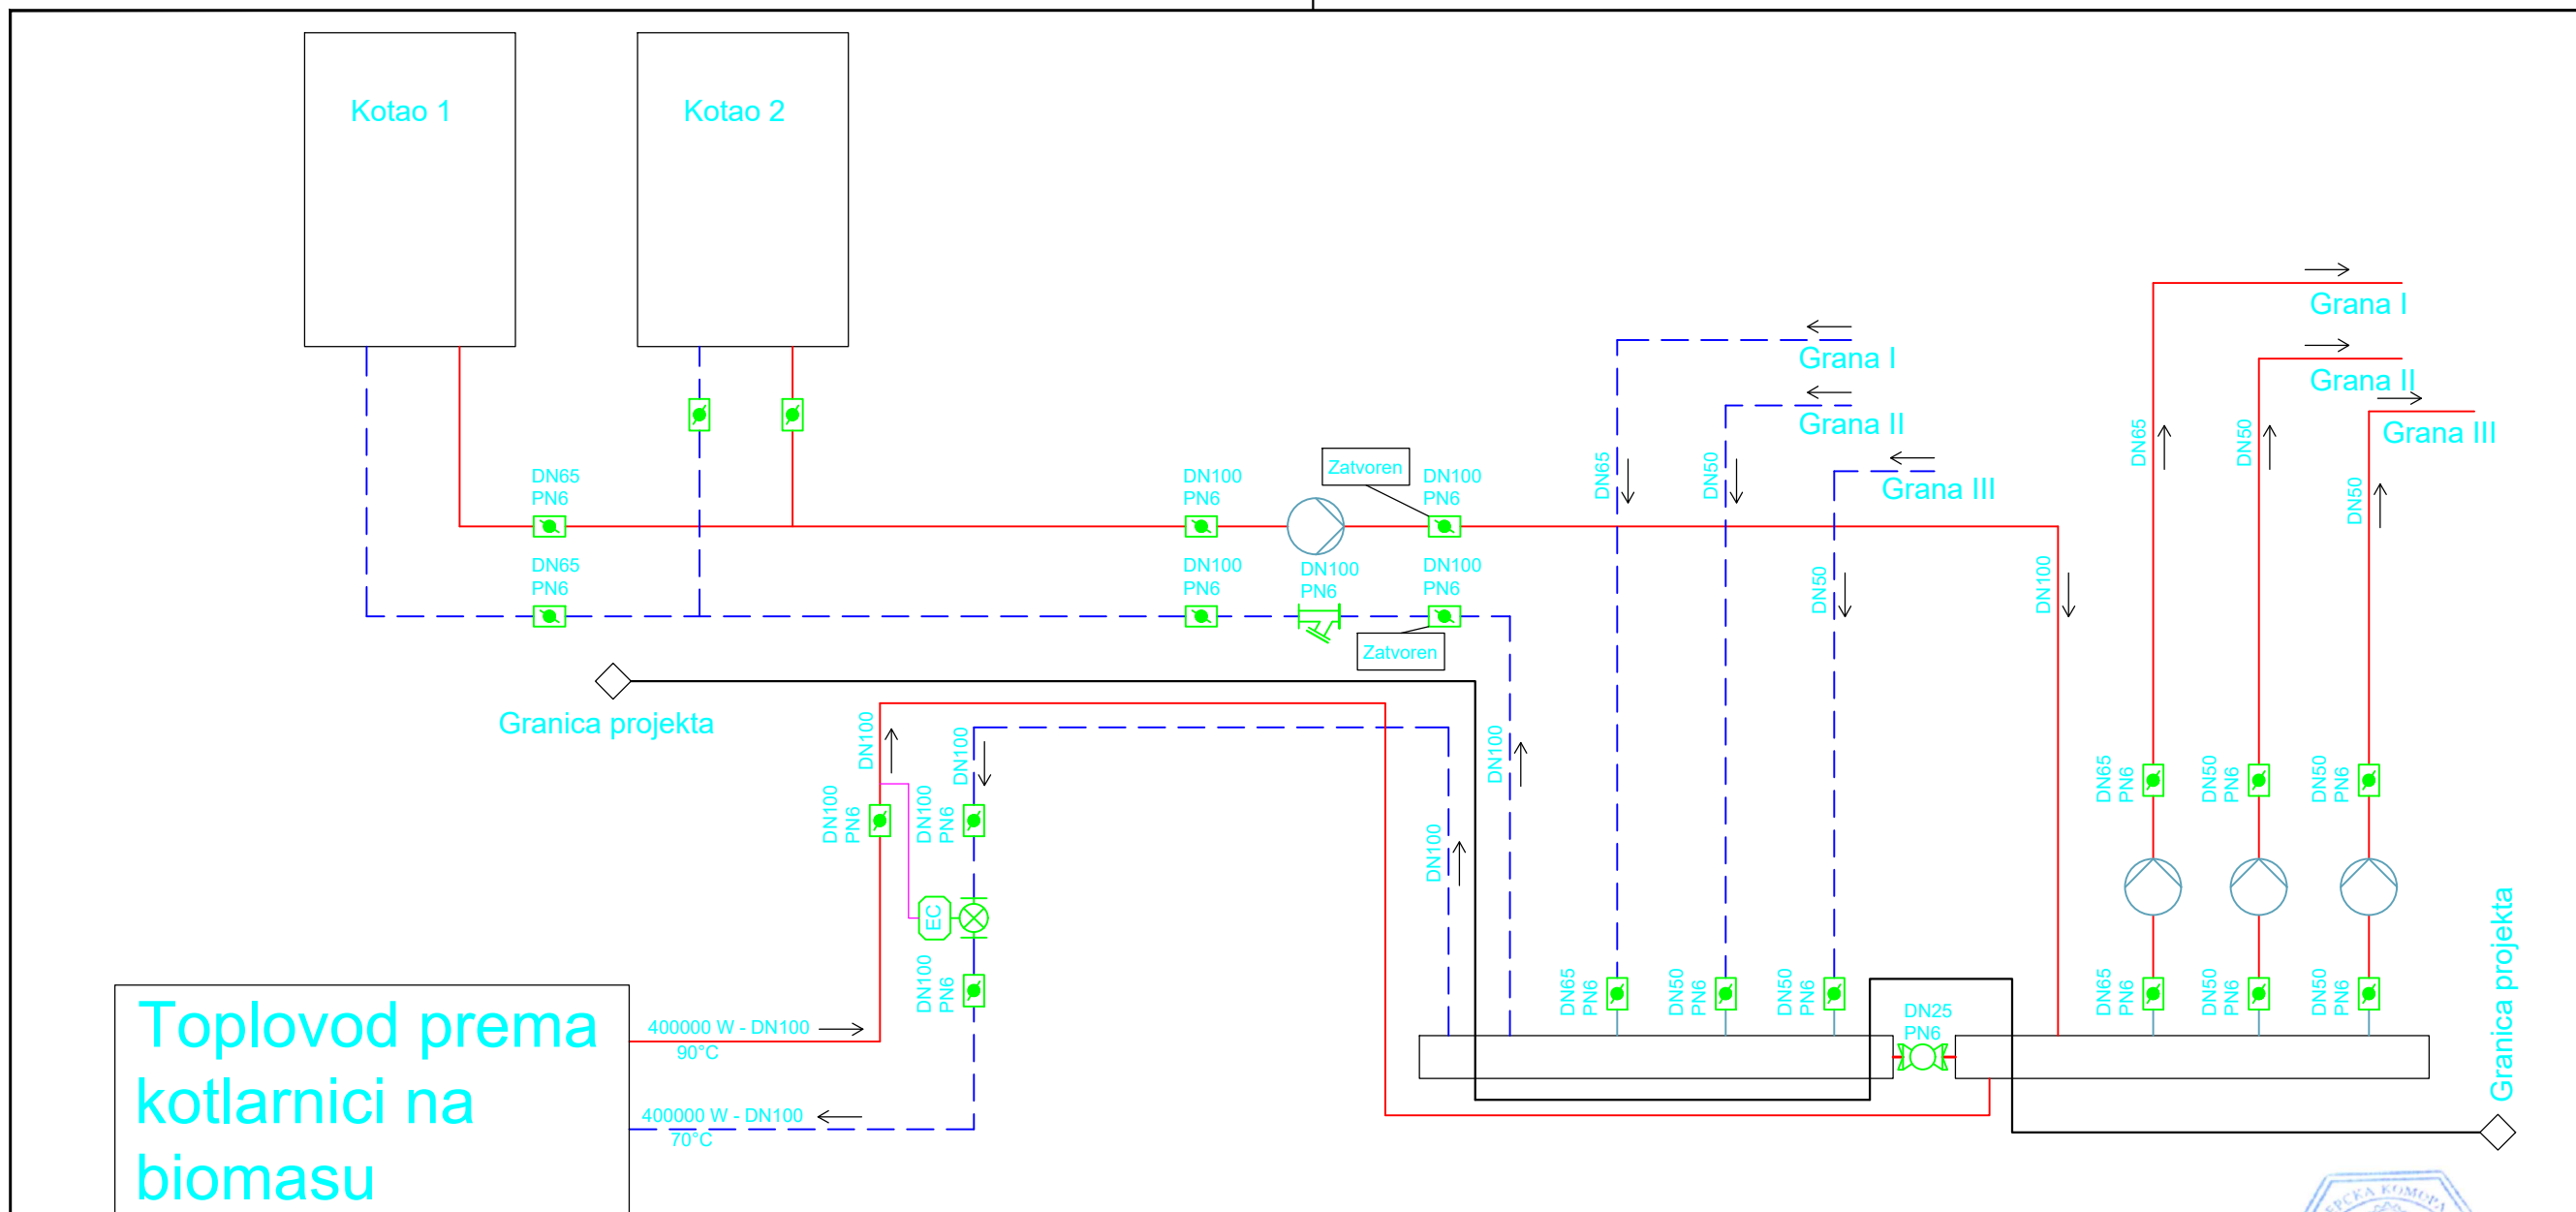 Kotao 1
Kotao 2
Grana I
Grana II
Grana III
Grana I
Grana II
Grana III
DN65
PN6
DN65
PN6
DN100
PN6
DN100
PN6
Zatvoren
DN100
PN6
DN100
PN6
DN100
PN6
Zatvoren
DN65
DN50
DN50
DN100
DN65
DN50
DN50
Granica projekta
DN100
DN100
DN100
PN6
DN100
PN6
EC
DN100
PN6
DN100
DN100
DN65
PN6
DN50
PN6
DN50
PN6
DN65
PN6
DN50
PN6
DN50
PN6
DN25
PN6
DN65
PN6
DN50
PN6
DN50
PN6
Granica projekta
Toplovod prema
kotlarnici na
biomasu
400000 W - DN100
90°C
400000 W - DN100
70°C